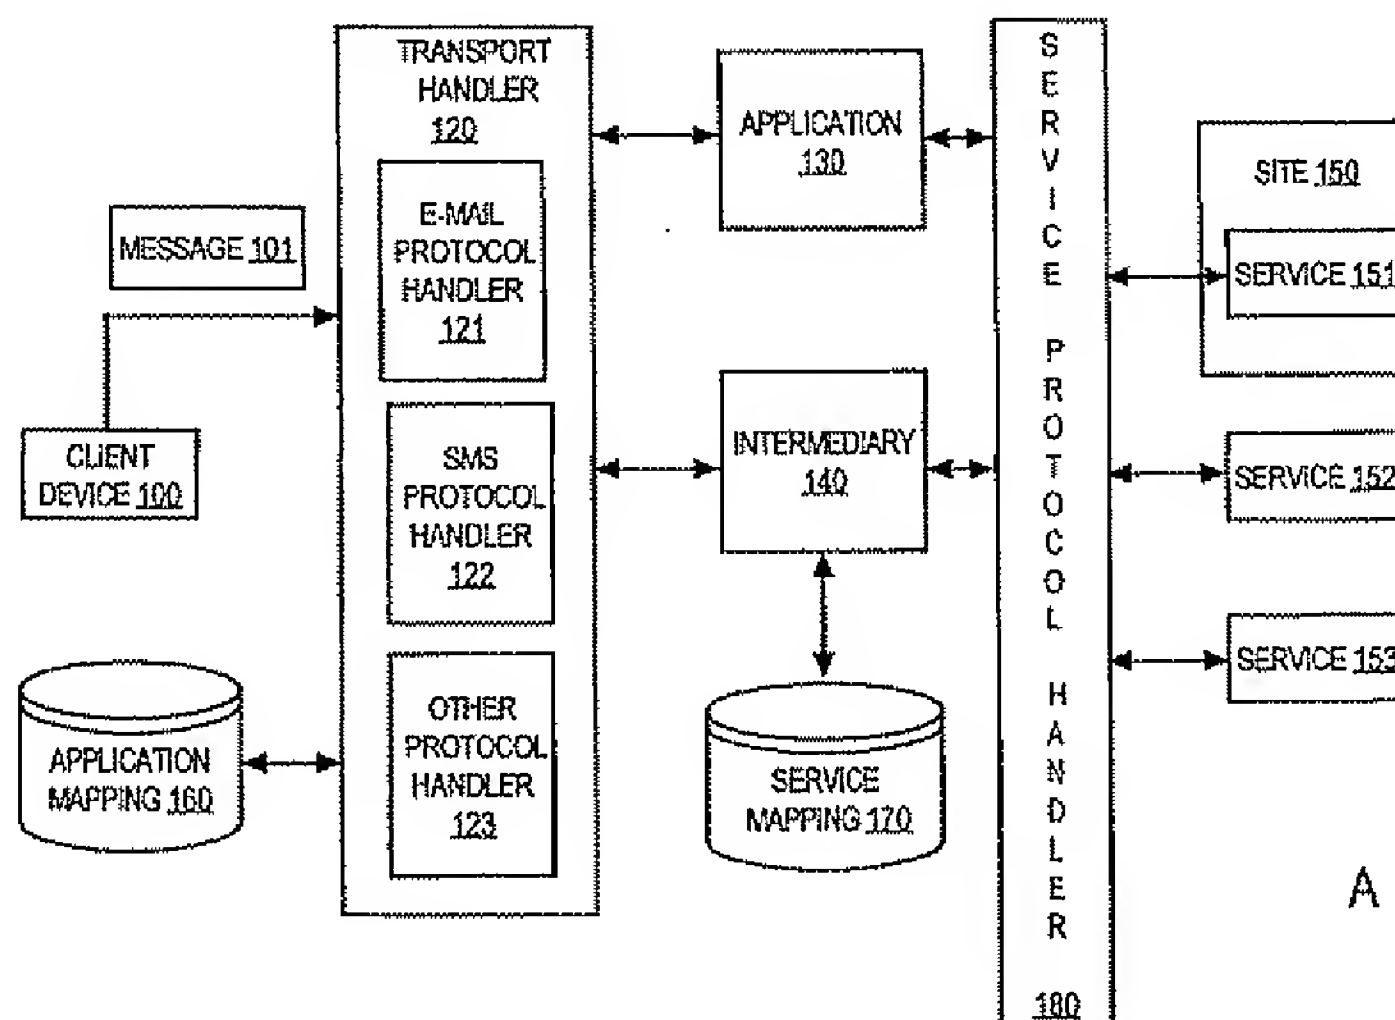 TRANSPORT
HANDLER
120
E-MAIL
PROTOCOL
HANDLER
121
SMS
PROTOCOL
HANDLER
122
OTHER
PROTOCOL
HANDLER
123
MESSAGE 101
CLIENT
DEVICE 100
APPLICATION
MAPPING 160
APPLICATION
130
INTERMEDIARY
140
SERVICE
MAPPING 170
SERVICE PROTOCOL HANDLER
180
SITE 150
SERVICE 151
SERVICE 152
SERVICE 153
A